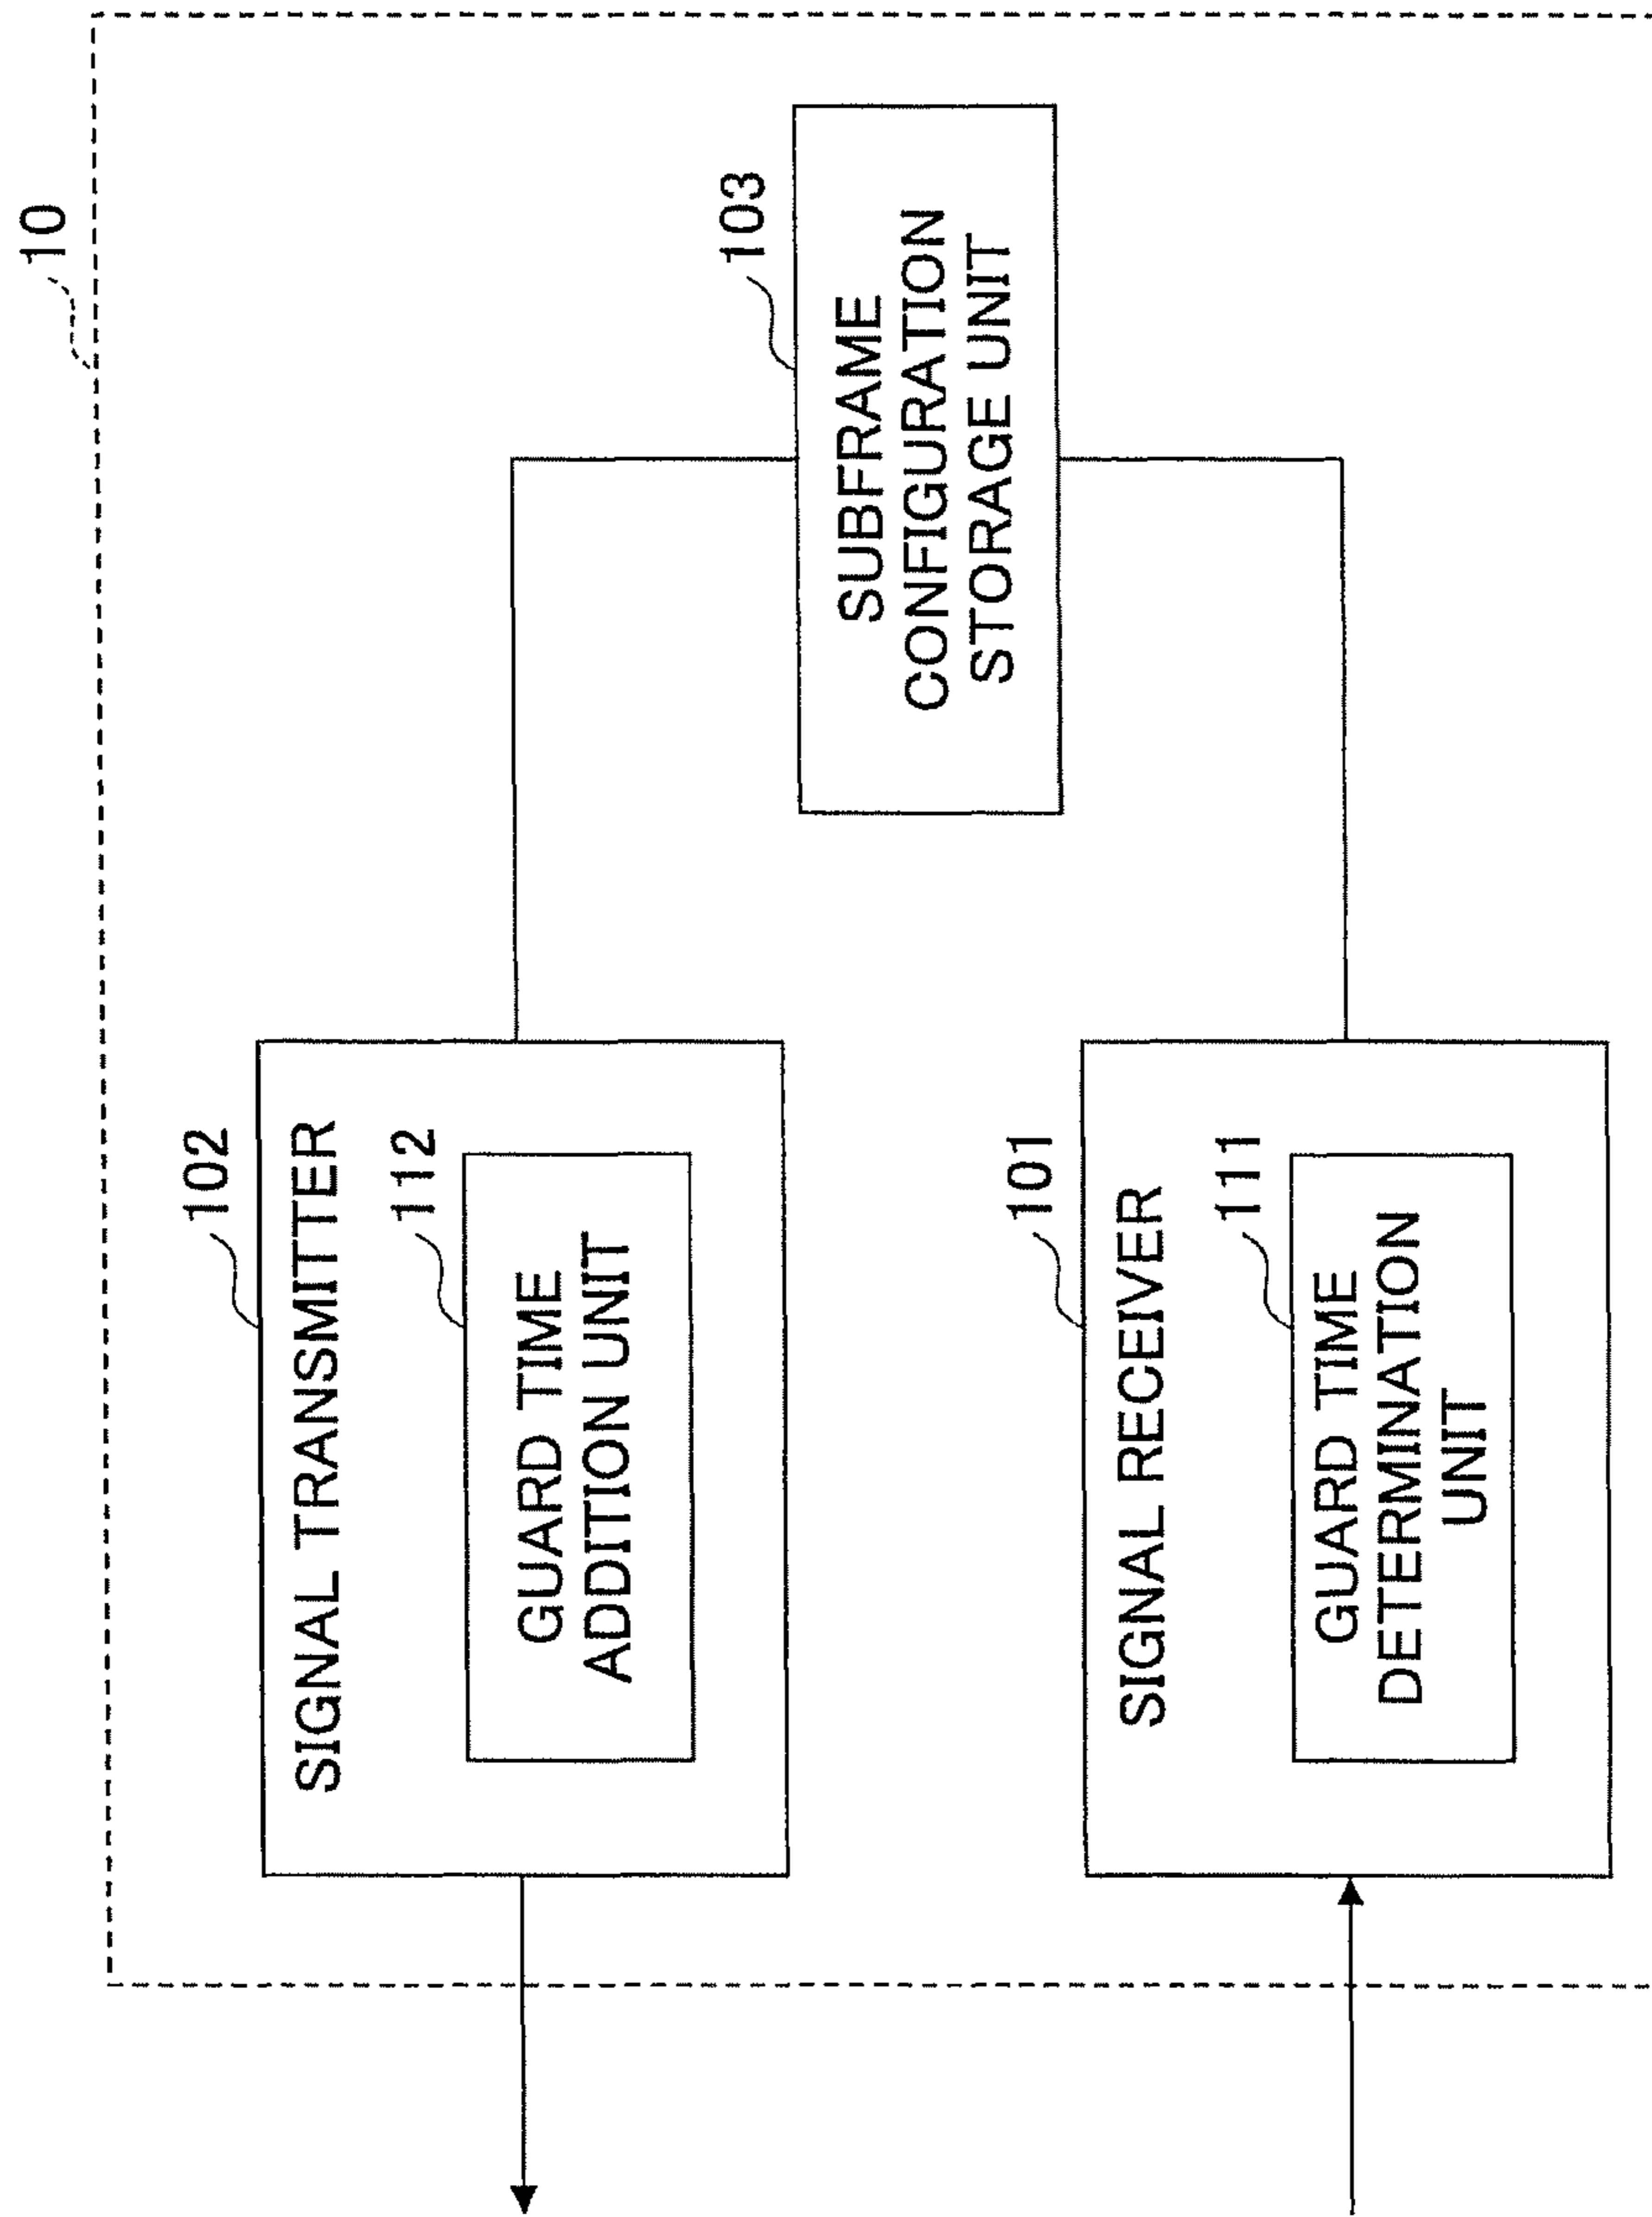 10
102
SIGNAL TRANSMITTER
112
GUARD TIME
ADDITION UNIT
103
SUBFRAME
CONFIGURATION
STORAGE UNIT
101
SIGNAL RECEIVER
111
GUARD TIME
DETERMINATION
UNIT